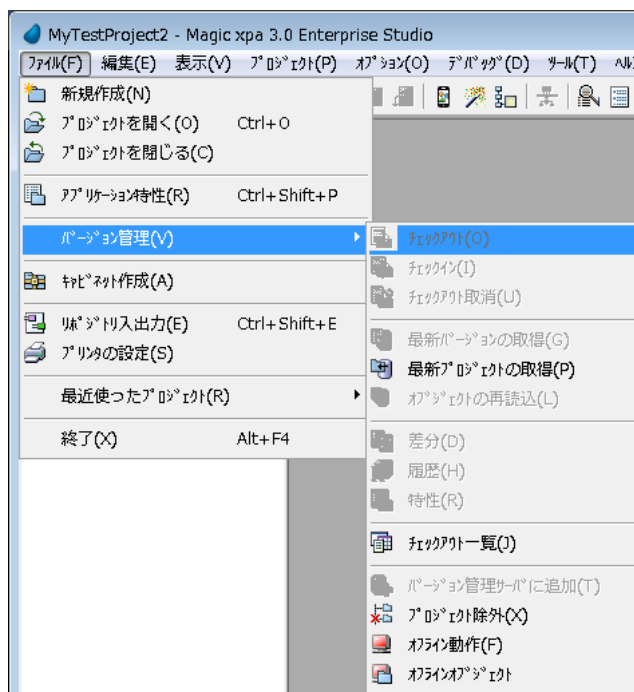 MyTestProject2 - Magic xpa 3.0 Enterprise Studio
ﾌｧｲﾙ(F) 編集(E) 表示(V) ﾌﾟﾛｼﾞｪｸﾄ(P) ｵﾌﾟｼｮﾝ(O) ﾃﾞﾊﾞｯｸﾞ(D) ﾂｰﾙ(T)
新規作成(N)
ﾌﾟﾛｼﾞｪｸﾄを開く(O) Ctrl+O
ﾌﾟﾛｼﾞｪｸﾄを閉じる(C)
ｱﾌﾟﾘｹｰｼｮﾝ特性(R) Ctrl+Shift+P
ﾊﾞｰｼﾞｮﾝ管理(V)
ｷｬﾋﾞﾈｯﾄ作成(A)
ﾘﾎﾟｼﾞﾄﾘ入出力(E) Ctrl+Shift+E
ﾌﾟﾘﾝﾀの設定(S)
最近使ったﾌﾟﾛｼﾞｪｸﾄ(R)
終了(X) Alt+F4
ﾁｪｯｸｱｳﾄ(O)
ﾁｪｯｸｲﾝ(I)
ﾁｪｯｸｱｳﾄ取消(U)
最新ﾊﾞｰｼﾞｮﾝの取得(G)
最新ﾌﾟﾛｼﾞｪｸﾄの取得(P)
ｵﾌﾞｼﾞｪｸﾄの再読込(L)
差分(D)
履歴(H)
特性(R)
ﾁｪｯｸｱｳﾄ一覧(J)
ﾊﾞｰｼﾞｮﾝ管理ｻｰﾊﾞに追加(T)
ﾌﾟﾛｼﾞｪｸﾄ除外(X)
ｵﾌﾗｲﾝ動作(F)
ｵﾌﾗｲﾝｵﾌﾞｼﾞｪｸﾄ